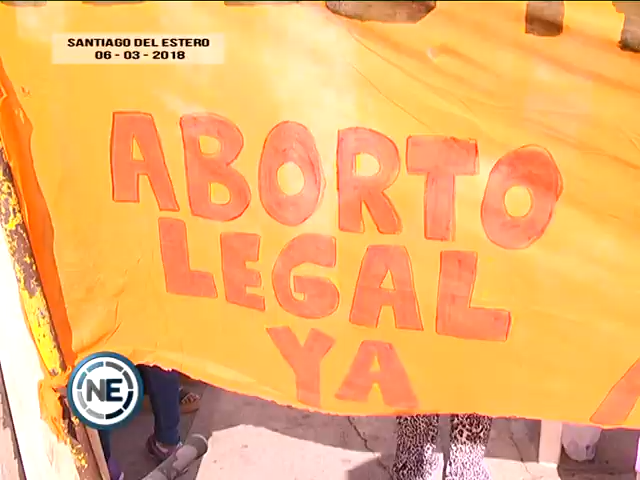 SANTIAGO DEL ESTERO
06 - 03 - 2018
ABORTO
LEGAL
YA
NE